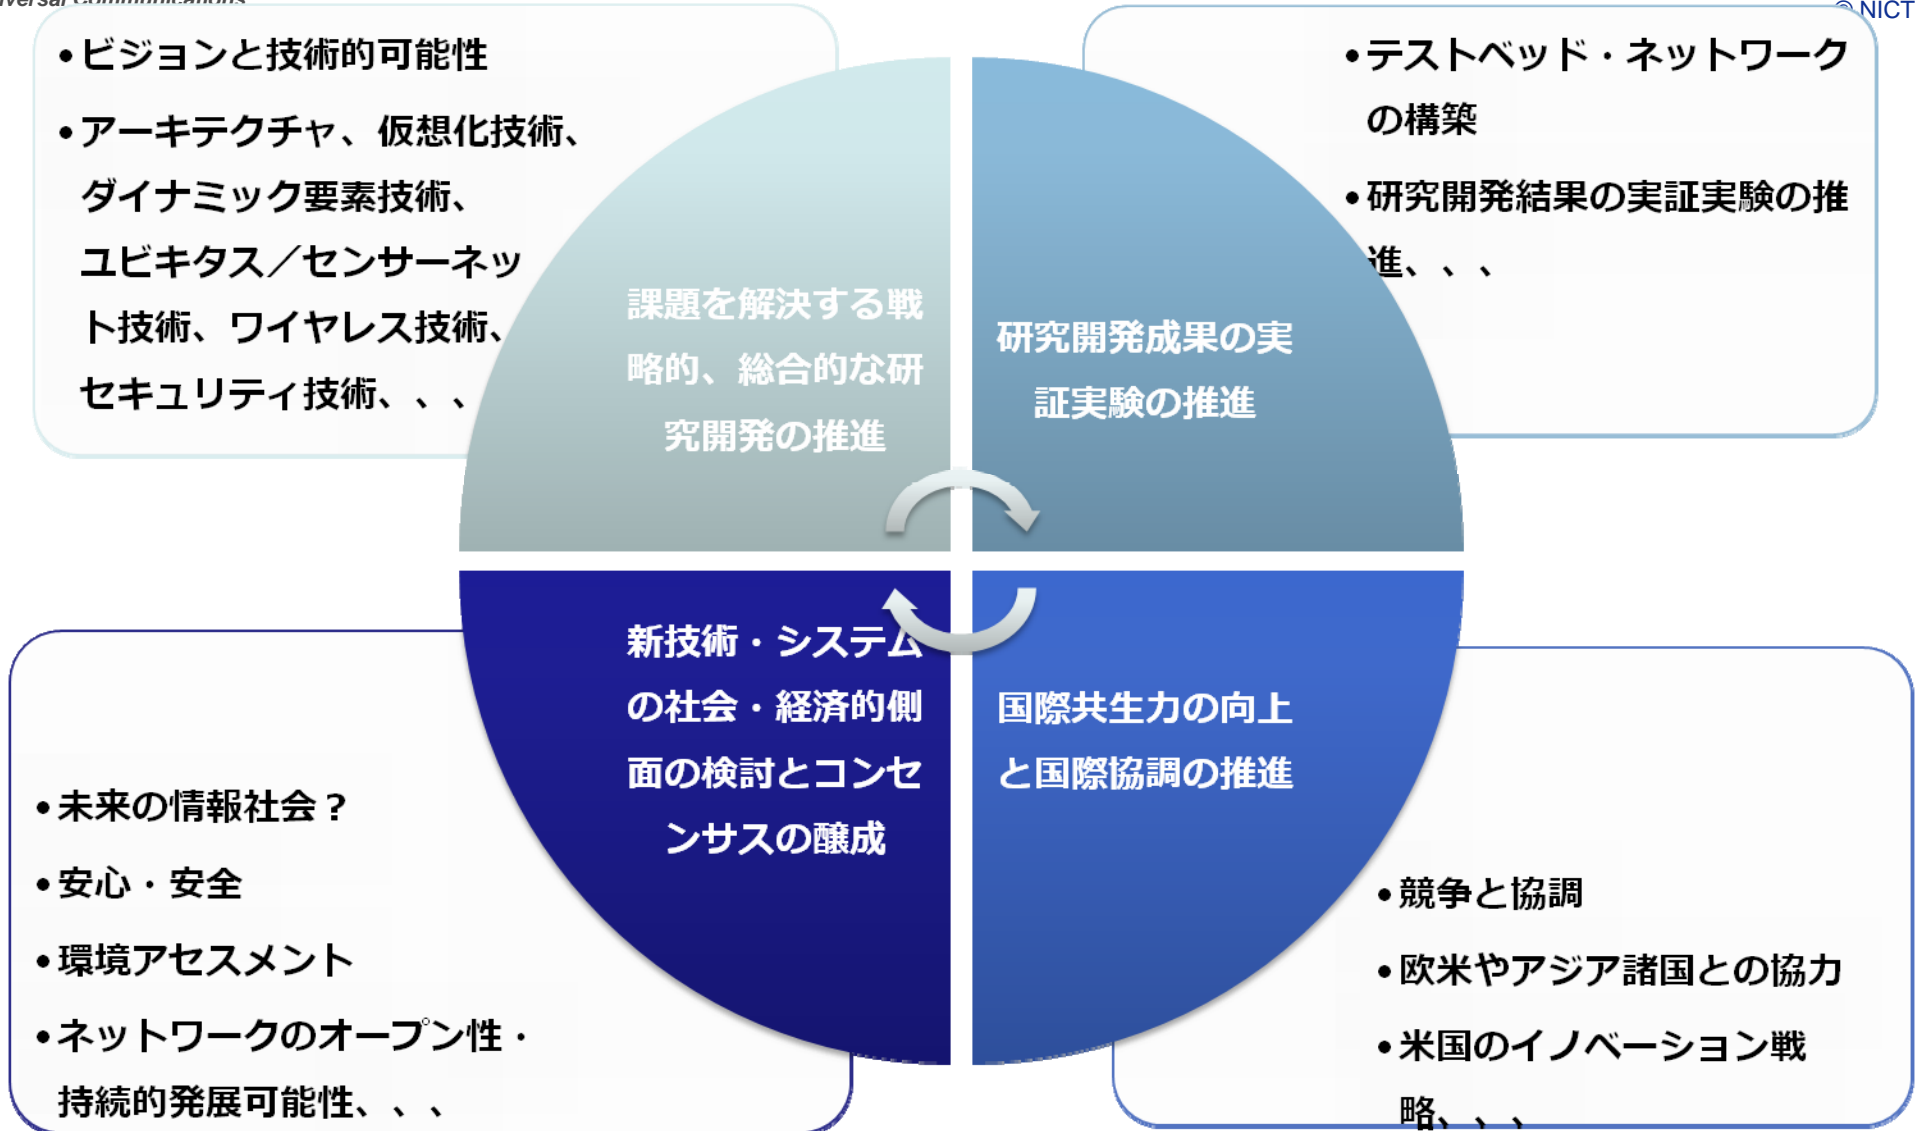 Universal Communications
© NICT
•ビジョンと技術的可能性
•アーキテクチャ、仮想化技術、
ダイナミック要素技術、
ユビキタス／センサーネッ
ト技術、ワイヤレス技術、
セキュリティ技術、、、
•テストベッド・ネットワーク
の構築
•研究開発結果の実証実験の推
進、、、
課題を解決する戦
略的、総合的な研
究開発の推進
研究開発成果の実
証実験の推進
新技術・システム
の社会・経済的側
面の検討とコンセ
ンサスの醸成
国際共生力の向上
と国際協調の推進
•未来の情報社会？
•安心・安全
•環境アセスメント
•ネットワークのオープン性・
持続的発展可能性、、、
•競争と協調
•欧米やアジア諸国との協力
•米国のイノベーション戦
略、、、